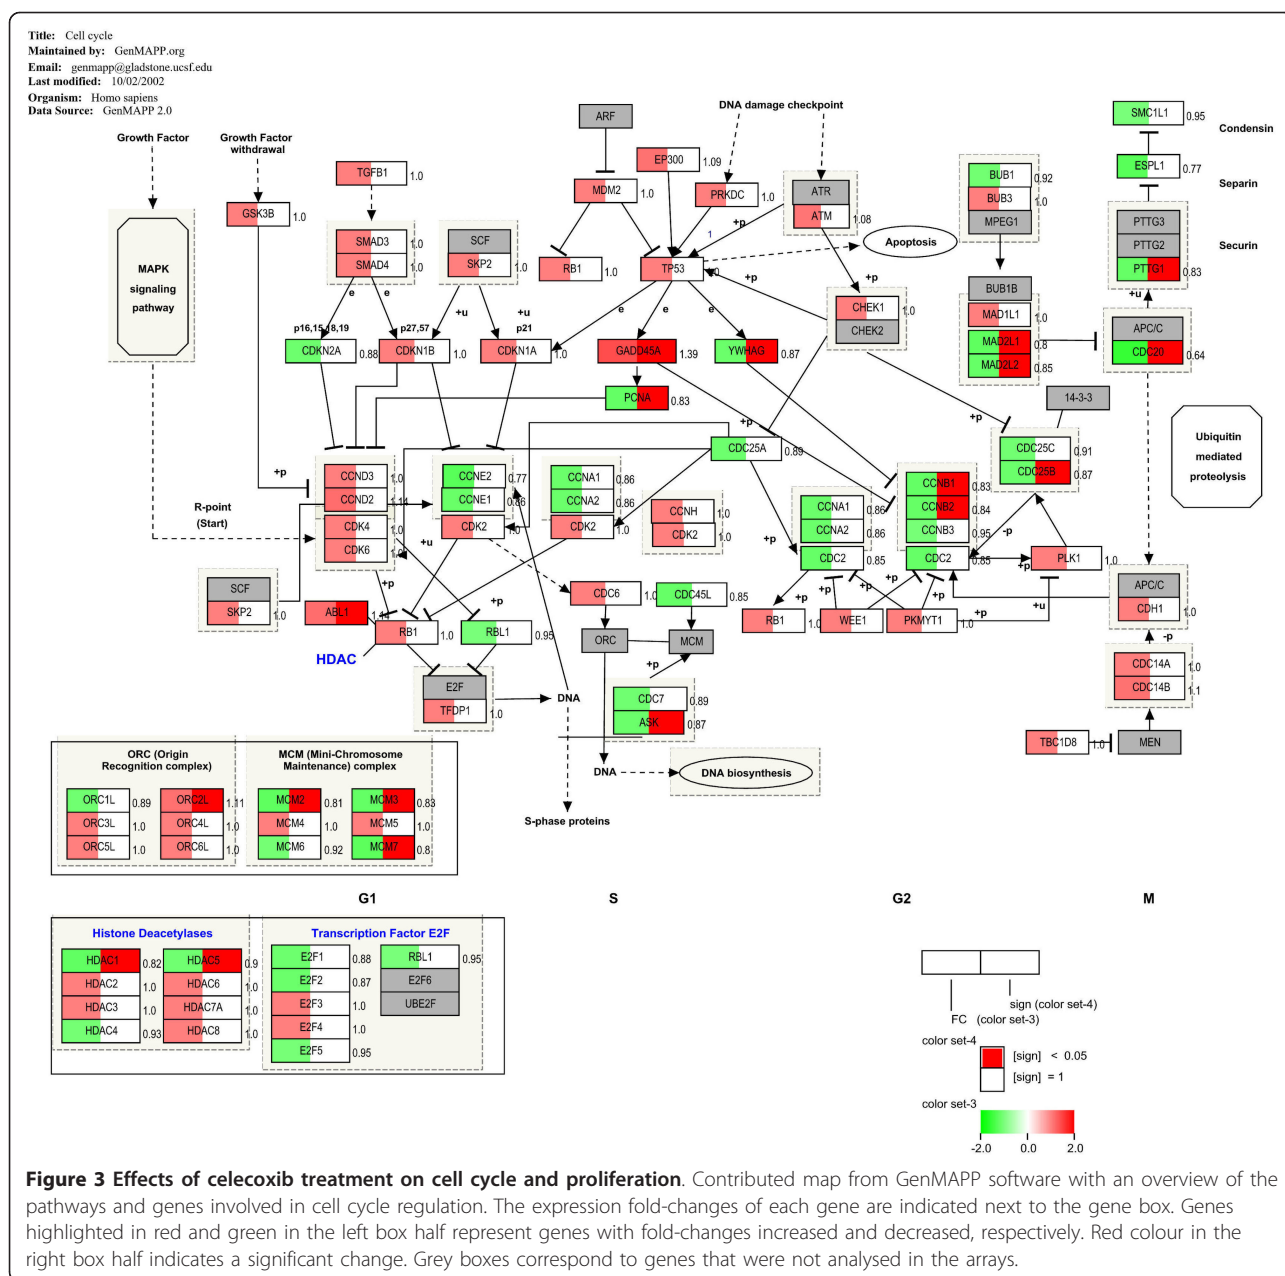 Title: Cell cycle
Maintained by: GenMAPP.org
Email: genmapp@gladstone.ucsf.edu
Last modified: 10/02/2002
Organism: Homo sapiens
Data Source: GenMAPP 2.0
Growth Factor
Growth Factor
withdrawal
DNA damage checkpoint
ARF
SMC1L1 0.95
Condensin
TGFB1 1.0
EP300 1.09
MDM2 1.0
PRKDC 1.0
ATR
ATM 1.08
BUB1 0.92
BUB3 1.0
MPEG1
ESPL1 0.77
Separin
GSK3B 1.0
MAPK
signaling
pathway
SMAD3 1.0
SMAD4 1.0
SCF
SKP2 1.0
RB1 1.0
TP53 1.0
+p
1
Apoptosis
PTTG3
PTTG2
PTTG1 0.83
Securin
+u
e
e
+u
+u
e
e
+p
+p
BUB1B
MAD1L1 1.0
MAD2L1 0.8
MAD2L2 0.85
APC/C
CDC20 0.64
CHEK1 1.0
CHEK2
p16,15,18,19
p27,57
p21
CDKN2A 0.88
CDKN1B 1.0
CDKN1A 1.0
GADD45A 1.39
YWHAG 0.87
PCNA 0.83
14-3-3
+p
+p
CDC25A 0.89
CDC25C 0.91
CDC25B 0.87
Ubiquitin
mediated
proteolysis
+p
CCND3 1.0
CCND2 1.14
CDK4 1.0
CDK6 1.0
CCNE2 0.77
CCNE1 0.86
CDK2 1.0
CCNA1 0.86
CCNA2 0.86
CDK2 1.0
CCNH 1.0
CDK2 1.0
CCNA1 0.86
CCNA2 0.86
CDC2 0.85
CCNB1 0.83
CCNB2 0.84
CCNB3 0.95
CDC2 0.85
R-point
(Start)
+u
+p
-p
+p
PLK1 1.0
SCF
SKP2 1.0
+p
+p
ABL1 1.14
RB1 1.0
RBL1 0.95
HDAC
CDC6 1.0
CDC45L 0.85
ORC
MCM
+p
+p
+p
+p
+p
+p
+u
RB1 1.0
WEE1
PKMYT1 1.0
APC/C
CDH1 1.0
-p
CDC14A 1.0
CDC14B 1.1
E2F
TFDP1 1.0
DNA
CDC7 0.89
ASK 0.87
TBC1D8 1.0
MEN
DNA
DNA biosynthesis
S-phase proteins
ORC (Origin
Recognition complex)
MCM (Mini-Chromosome
Maintenance) complex
ORC1L 0.89
ORC2L 1.11
MCM2 0.81
MCM3 0.83
ORC3L 1.0
ORC4L 1.0
MCM4 1.0
MCM5 1.0
ORC5L 1.0
ORC6L 1.0
MCM6 0.92
MCM7 0.8
G1
S
G2
M
Histone Deacetylases
Transcription Factor E2F
HDAC1 0.82
HDAC5 0.9
HDAC2 1.0
HDAC6 1.0
HDAC3 1.0
HDAC7A 1.0
HDAC4 0.93
HDAC8 1.0
E2F1 0.88
RBL1 0.95
E2F2 0.87
E2F6
E2F3 1.0
UBE2F
E2F4 1.0
E2F5 0.95
sign (color set-4)
FC (color set-3)
color set-4
[sign] < 0.05
[sign] = 1
color set-3
-2.0 0.0 2.0
Figure 3 Effects of celecoxib treatment on cell cycle and proliferation. Contributed map from GenMAPP software with an overview of the
pathways and genes involved in cell cycle regulation. The expression fold-changes of each gene are indicated next to the gene box. Genes
highlighted in red and green in the left box half represent genes with fold-changes increased and decreased, respectively. Red colour in the
right box half indicates a significant change. Grey boxes correspond to genes that were not analysed in the arrays.